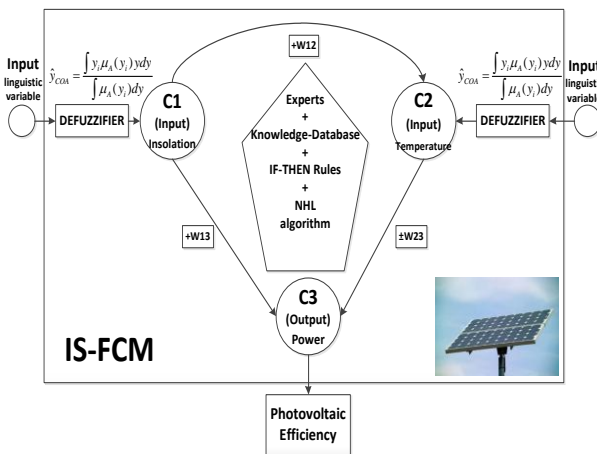 Input
linguistic
variable
ŷ_COA = ∫ y_i μ_A(y_i) y dy / ∫ μ_A(y_i) dy
DEFUZZIFIER
C1
(Input)
Insolation
+W12
Experts
+
Knowledge-Database
+
IF-THEN Rules
+
NHL
algorithm
C2
(Input)
Temperature
ŷ_COA = ∫ y_i μ_A(y_i) y dy / ∫ μ_A(y_i) dy
DEFUZZIFIER
Input
linguistic
variable
+W13
±W23
C3
(Output)
Power
IS-FCM
Photovoltaic
Efficiency